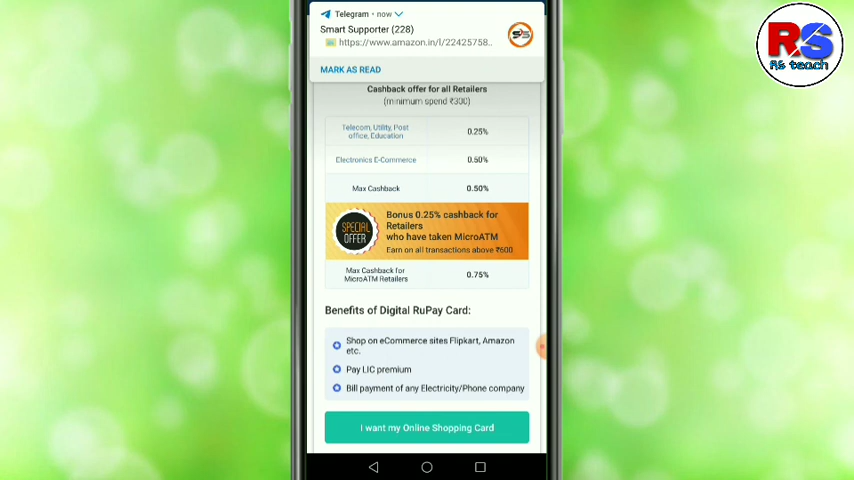 Telegram • now
Smart Supporter (228)
https://www.amazon.in/l/22425758..
MARK AS READ
RS
RS teach
Cashback offer for all Retailers
(minimum spend ₹300)
Telecom, Utility, Post
office, Education
0.25%
Electronics E-Commerce
0.50%
Max Cashback
0.50%
SPECIAL
OFFER
Bonus 0.25% cashback for
Retailers
who have taken MicroATM
Earn on all transactions above ₹600
Max Cashback for
MicroATM Retailers
0.75%
Benefits of Digital RuPay Card:
Shop on eCommerce sites Flipkart, Amazon
etc.
Pay LIC premium
Bill payment of any Electricity/Phone company
I want my Online Shopping Card